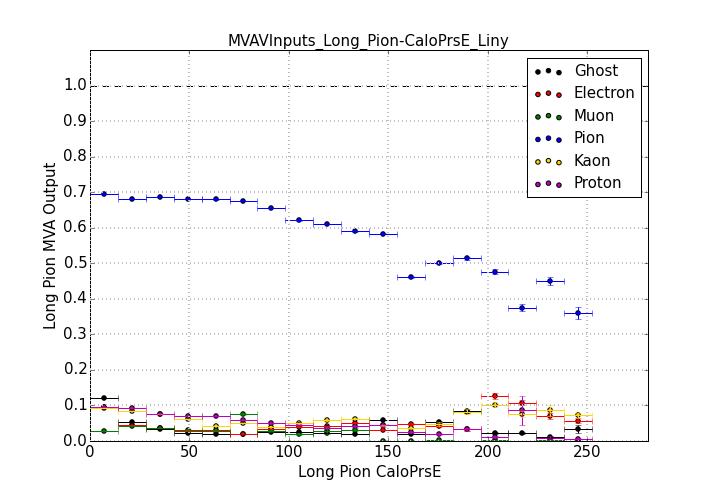 MVAVInputs_Long_Pion-CaloPrsE_Liny
Long Pion MVA Output
1.0
0.9
0.8
0.7
0.6
0.5
0.4
0.3
0.2
0.1
0.0
Ghost
Electron
Muon
Pion
Kaon
Proton
0 50 100 150 200 250
Long Pion CaloPrsE